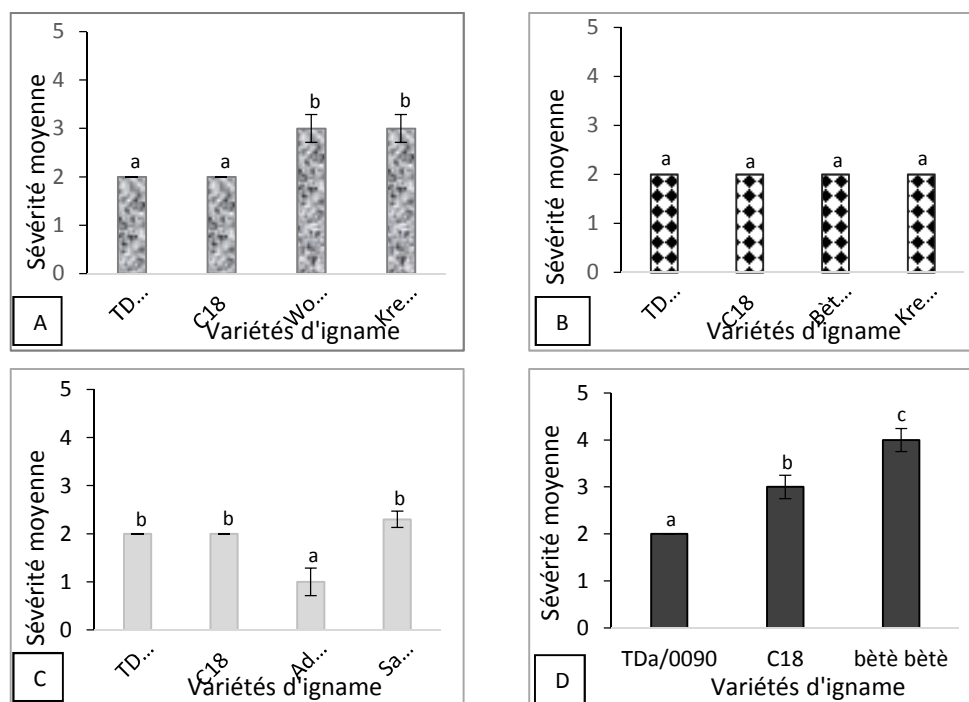 Sévérité moyenne
5
4
3
2
1
0
a
a
b
b
TD...
C18
Wo...
Kre...
Variétés d'igname
A
Sévérité moyenne
5
4
3
2
1
0
a
a
a
a
TD...
C18
Bèt...
Kre...
Variétés d'igname
B
Sévérité moyenne
5
4
3
2
1
0
b
b
a
b
TD...
C18
Ad...
Sa...
Variétés d'igname
C
Sévérité moyenne
5
4
3
2
1
0
a
b
c
TDa/0090
C18
bètè bètè
Variétés d'igname
D